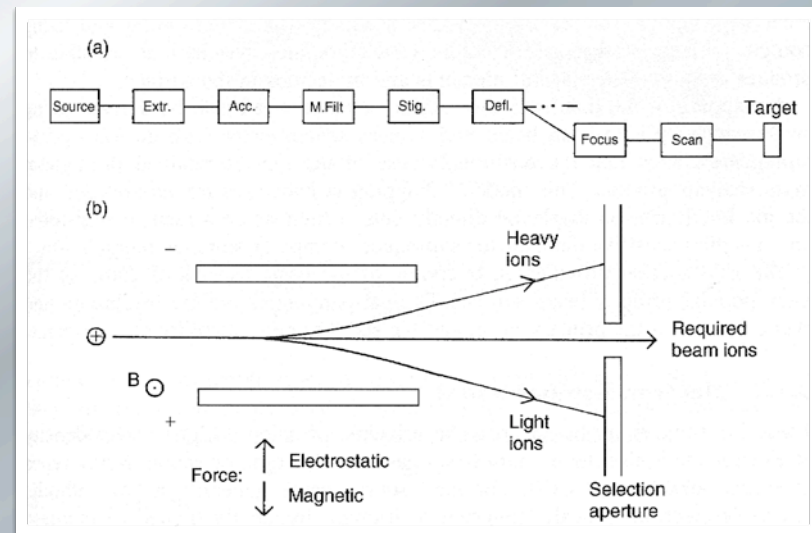 (a)
Source
Extr.
Acc.
M.Filt
Stig.
Defl.
Focus
Scan
Target
(b)
−
Heavy
ions
+
Required
beam ions
B
+
Light
ions
Force:
Electrostatic
Magnetic
Selection
aperture